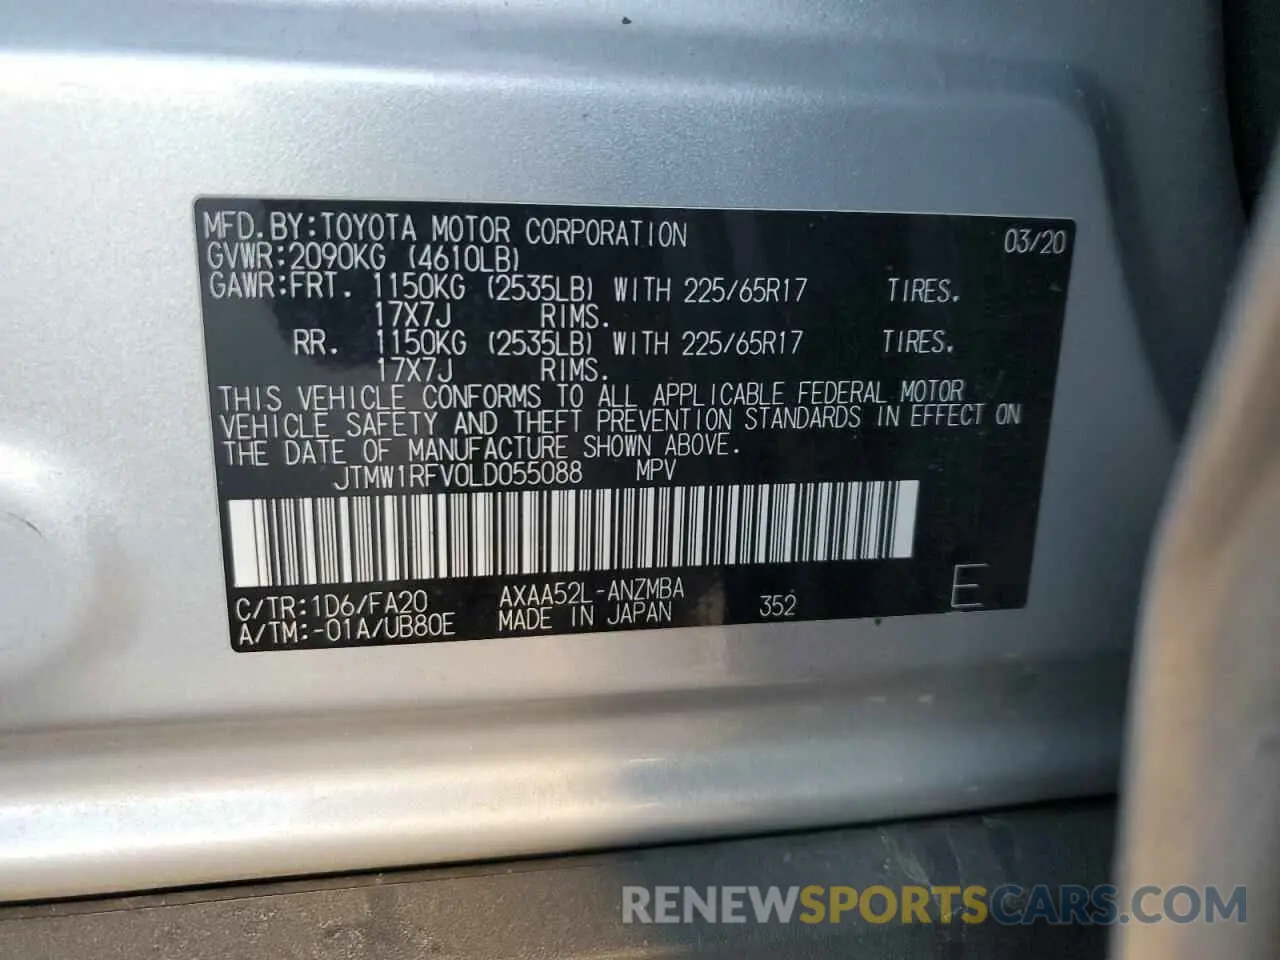 MFD. BY: TOYOTA MOTOR CORPORATION 03/20
GVWR: 2090KG (4610LB)
GAWR: FRT. 1150KG (2535LB) WITH 225/65R17 TIRES.
17X7J RIMS.
RR. 1150KG (2535LB) WITH 225/65R17 TIRES.
17X7J RIMS.
THIS VEHICLE CONFORMS TO ALL APPLICABLE FEDERAL MOTOR
VEHICLE SAFETY AND THEFT PREVENTION STANDARDS IN EFFECT ON
THE DATE OF MANUFACTURE SHOWN ABOVE.
JTMW1RFV0LD055088 MPV
C/TR: 1D6/FA20 AXAA52L-ANZMBA 352 E
A/TM: -01A/UB80E MADE IN JAPAN
RENEWSPORTSCARS.COM